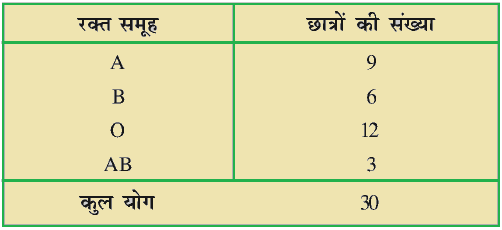 रक्त समूह छात्रों की संख्या
A 9
B 6
O 12
AB 3
कुल योग 30